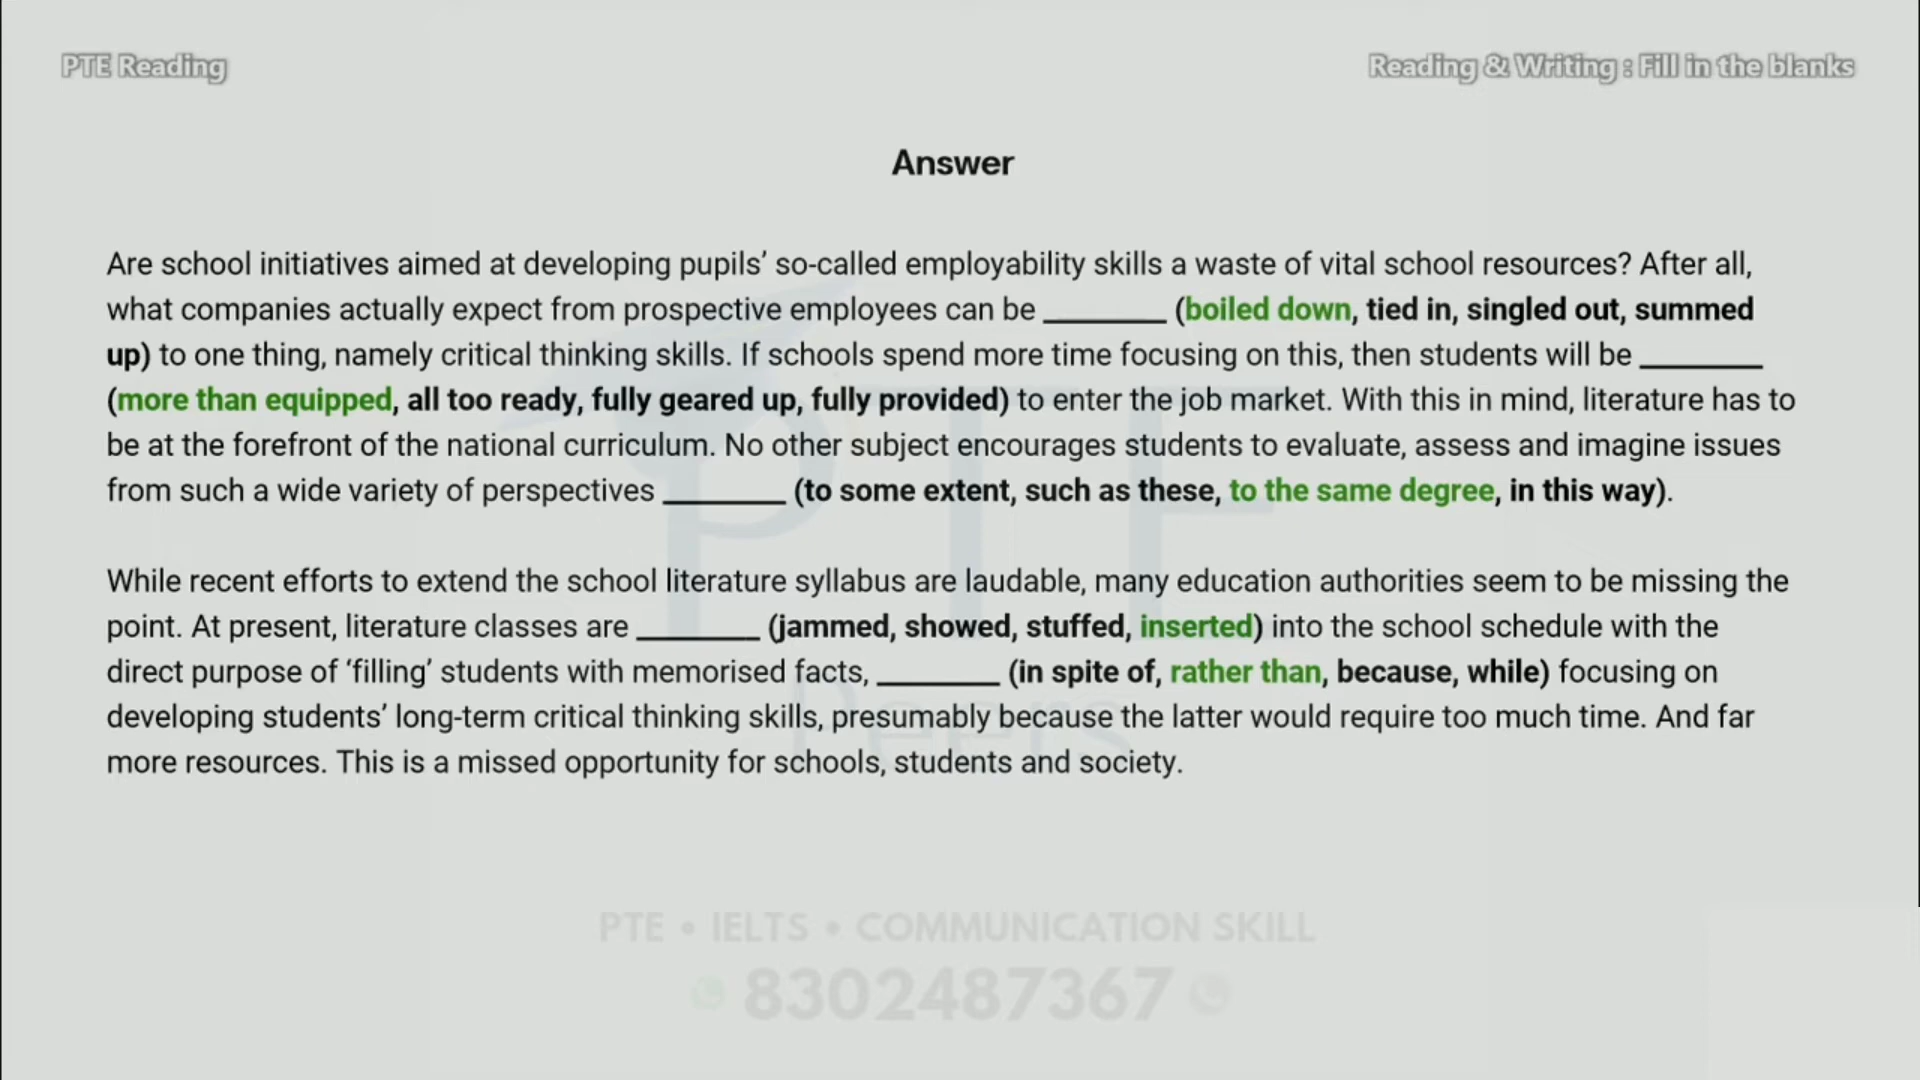 PTE Reading
Reading & Writing : Fill in the blanks
Answer
Are school initiatives aimed at developing pupils’ so-called employability skills a waste of vital school resources? After all,
what companies actually expect from prospective employees can be ________ (boiled down, tied in, singled out, summed
up) to one thing, namely critical thinking skills. If schools spend more time focusing on this, then students will be ________
(more than equipped, all too ready, fully geared up, fully provided) to enter the job market. With this in mind, literature has to
be at the forefront of the national curriculum. No other subject encourages students to evaluate, assess and imagine issues
from such a wide variety of perspectives ________ (to some extent, such as these, to the same degree, in this way).
While recent efforts to extend the school literature syllabus are laudable, many education authorities seem to be missing the
point. At present, literature classes are ________ (jammed, showed, stuffed, inserted) into the school schedule with the
direct purpose of ‘filling’ students with memorised facts, ________ (in spite of, rather than, because, while) focusing on
developing students’ long-term critical thinking skills, presumably because the latter would require too much time. And far
more resources. This is a missed opportunity for schools, students and society.
PTE Peers
PTE • IELTS • COMMUNICATION SKILL
8302487367